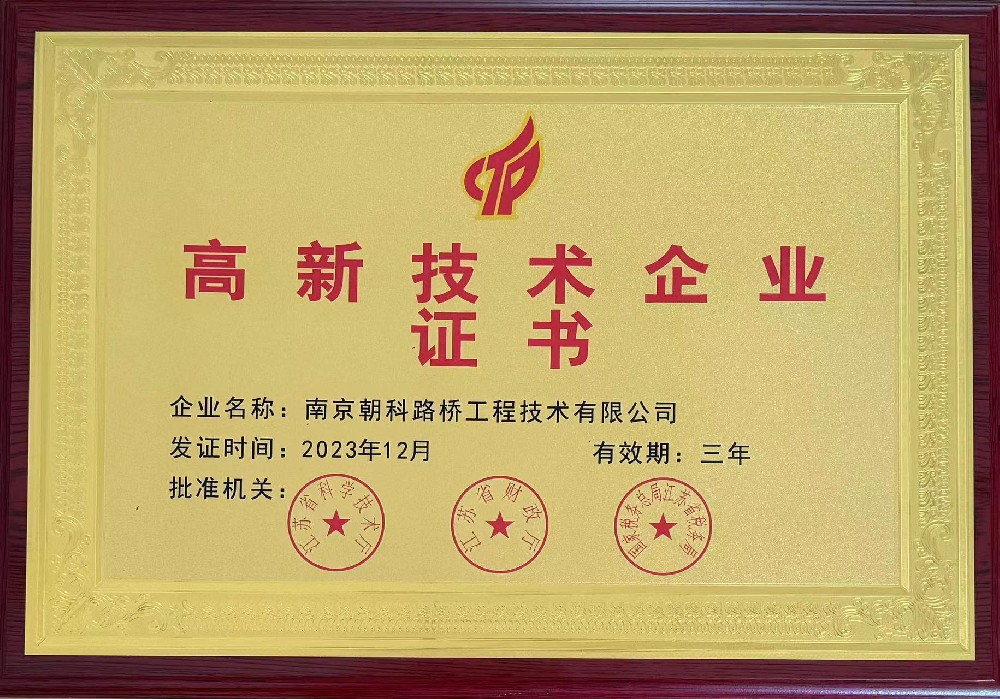 高新技术企业
证书
企业名称：南京朝科路桥工程技术有限公司
发证时间：2023年12月 有效期：三年
批准机关：
江苏省科学技术厅
江苏省财政厅
国家税务总局江苏省税务局